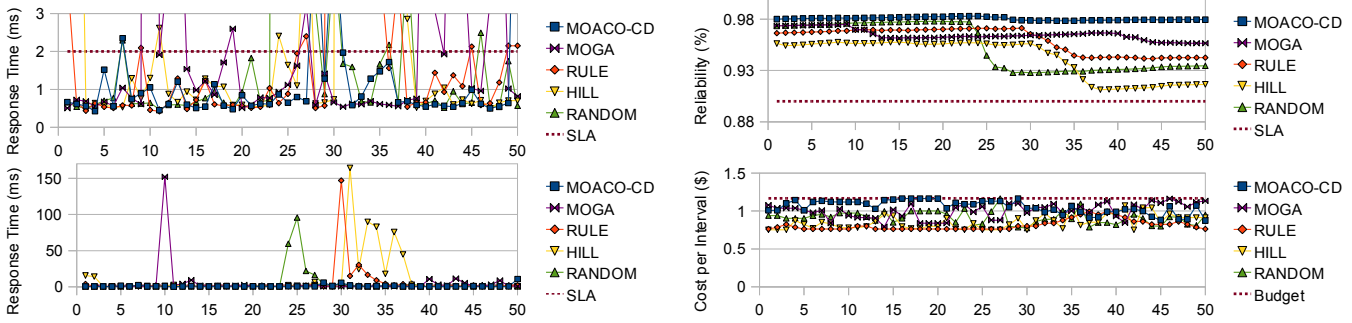 Response Time (ms)
3
2
1
0
0 5 10 15 20 25 30 35 40 45 50
MOACO-CD
MOGA
RULE
HILL
RANDOM
SLA
Response Time (ms)
150
100
50
0
0 5 10 15 20 25 30 35 40 45 50
MOACO-CD
MOGA
RULE
HILL
RANDOM
SLA
Reliability (%)
0.98
0.93
0.88
0 5 10 15 20 25 30 35 40 45 50
MOACO-CD
MOGA
RULE
HILL
RANDOM
SLA
Cost per Interval ($)
1.5
1
0.5
0
0 5 10 15 20 25 30 35 40 45 50
MOACO-CD
MOGA
RULE
HILL
RANDOM
Budget